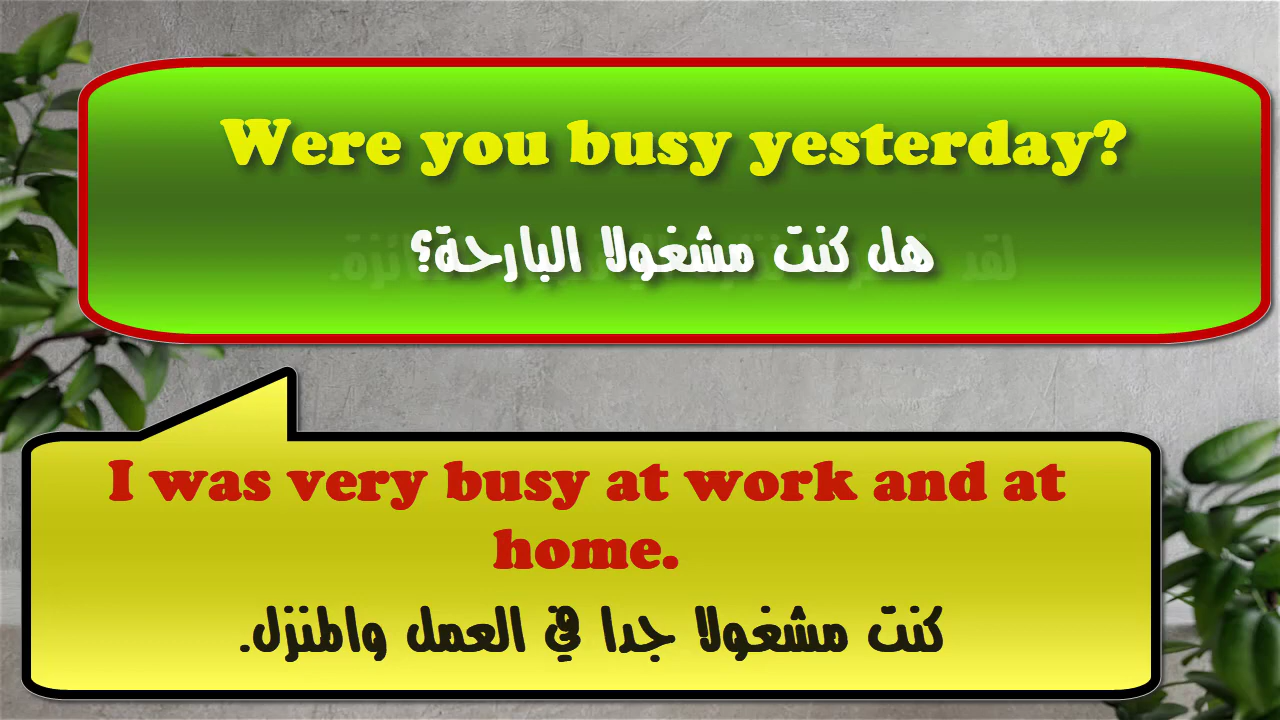 Were you busy yesterday?
هل كنت مشغولا البارحة؟
I was very busy at work and at
home.
كنت مشغولا جدا في العمل والمنزل.